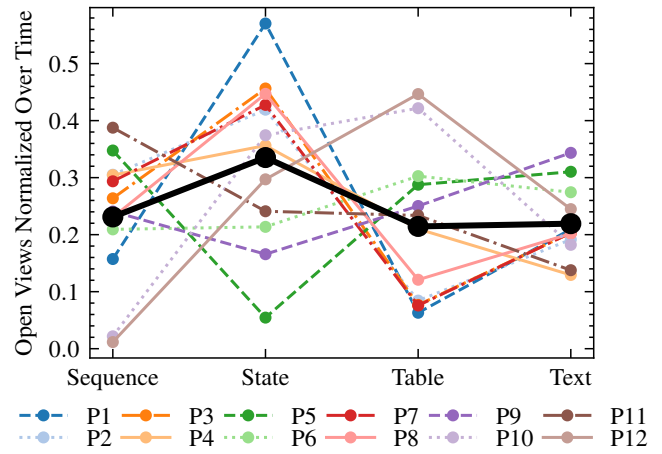 Open Views Normalized Over Time
0.5
0.4
0.3
0.2
0.1
0.0
Sequence State Table Text
P1 P3 P5 P7 P9 P11
P2 P4 P6 P8 P10 P12